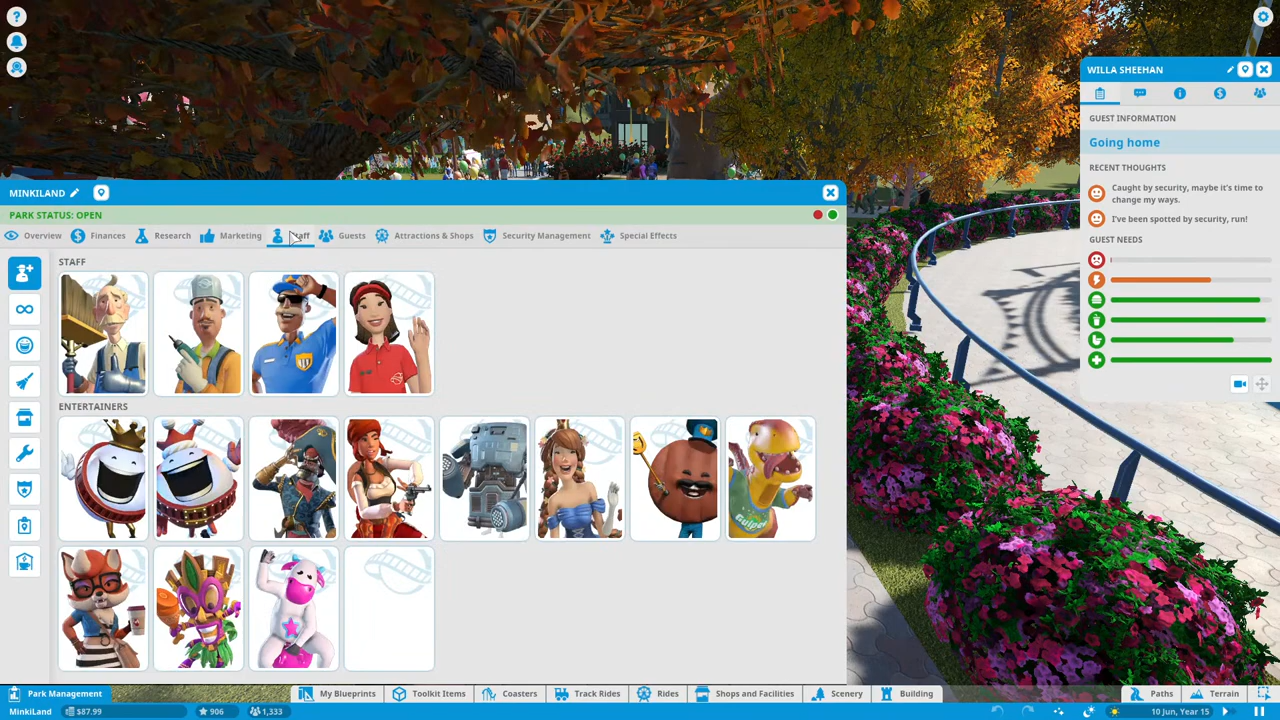 MINKILAND
PARK STATUS: OPEN
Overview Finances Research Marketing Staff Guests Attractions & Shops Security Management Special Effects
STAFF
ENTERTAINERS
Gulpee
WILLA SHEEHAN
GUEST INFORMATION
Going home
RECENT THOUGHTS
Caught by security, maybe it's time to
change my ways.
I've been spotted by security, run!
GUEST NEEDS
Park Management My Blueprints Toolkit Items Coasters Track Rides Rides Shops and Facilities Scenery Building Paths Terrain
MinkiLand $87.99 906 1,333 10 Jun, Year 15